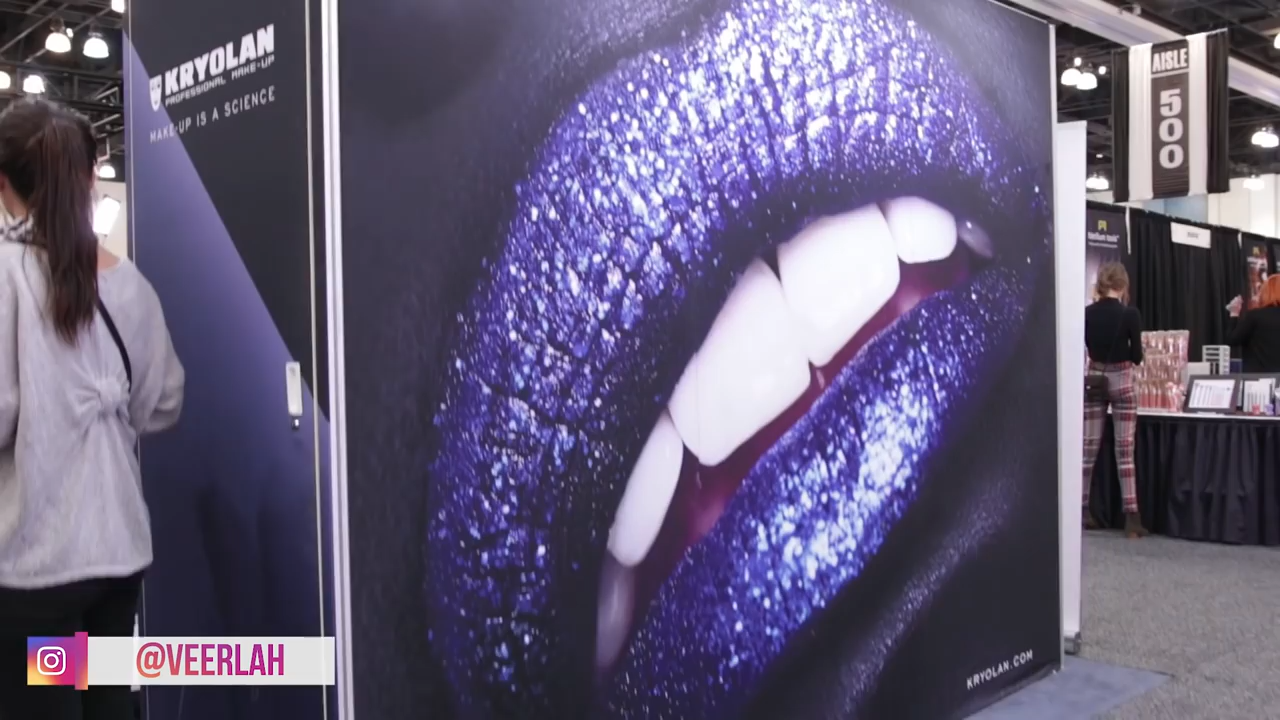 KRYOLAN
PROFESSIONAL MAKE-UP
MAKE-UP IS A SCIENCE
AISLE
500
KRYOLAN.COM
@VEERLAH